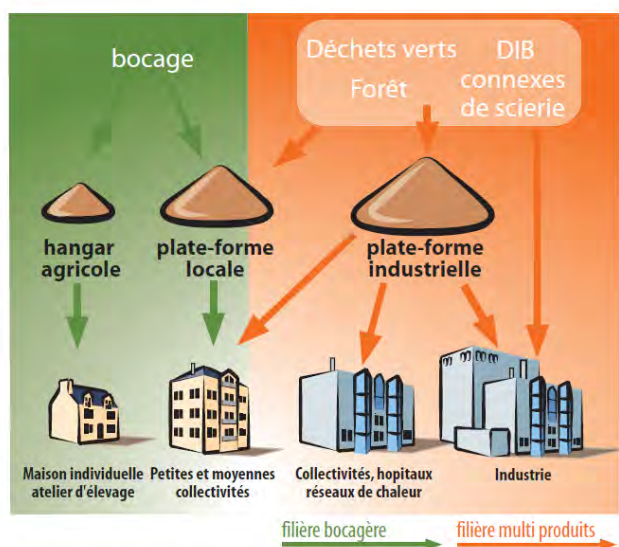 bocage
Déchets verts
Forêt
DIB
connexes
de scierie
hangar
agricole
plate-forme
locale
plate-forme
industrielle
Maison individuelle
atelier d'élevage
Petites et moyennes
collectivités
Collectivités, hopitaux
réseaux de chaleur
Industrie
filière bocagère
filière multi produits